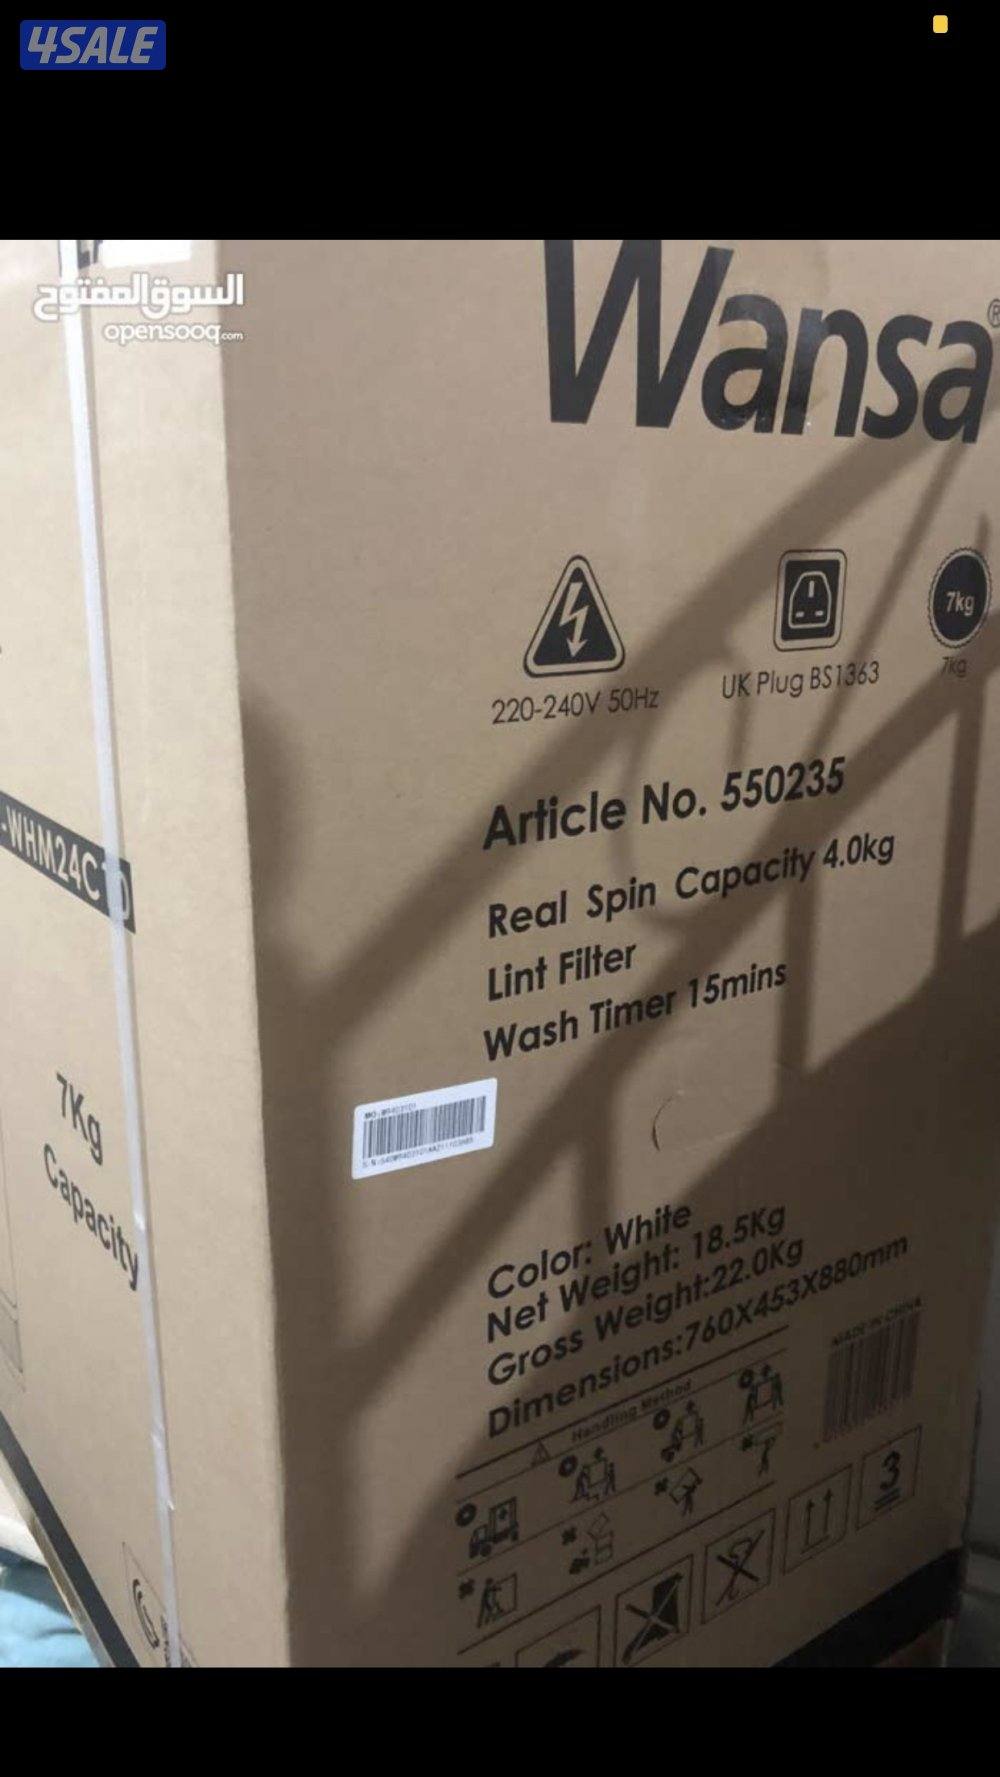 4SALE
السوق المفتوح
opensooq.com
Wansa
7kg
220-240V 50Hz
UK Plug BS1363
7kg
Article No. 550235
Real Spin Capacity 4.0kg
Lint Filter
Wash Timer 15mins
-WHM24C10
7Kg
Capacity
Color: White
Net Weight: 18.5Kg
Gross Weight:22.0Kg
Dimensions:760X453X880mm
Handling Method
MADE IN CHINA
3